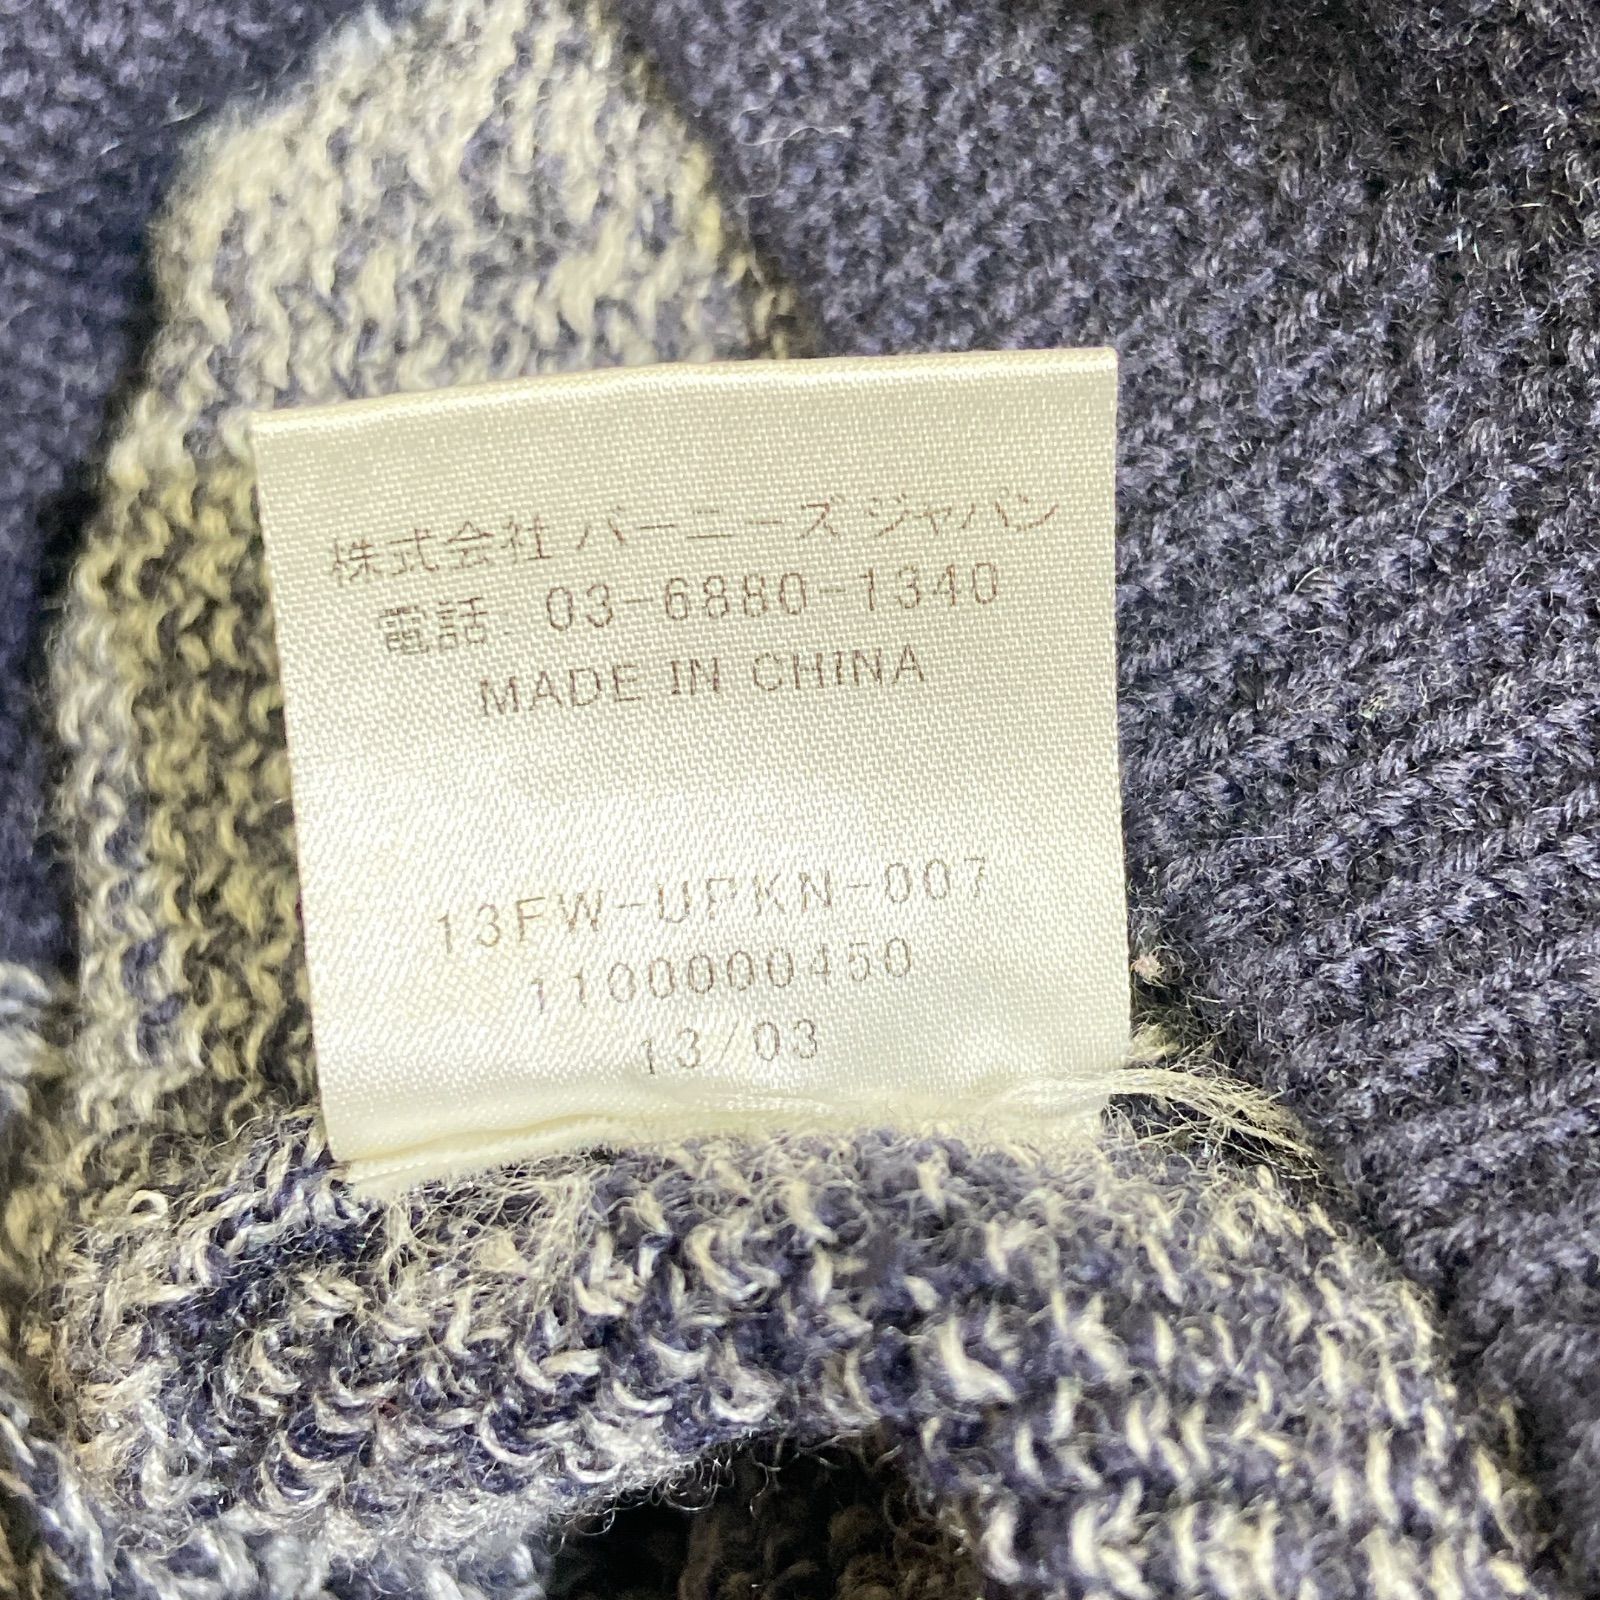 株式会社 バーニーズ ジャパン
電話. 03-6880-1340
MADE IN CHINA
13FW-UPKN-007
1100000450
13/03